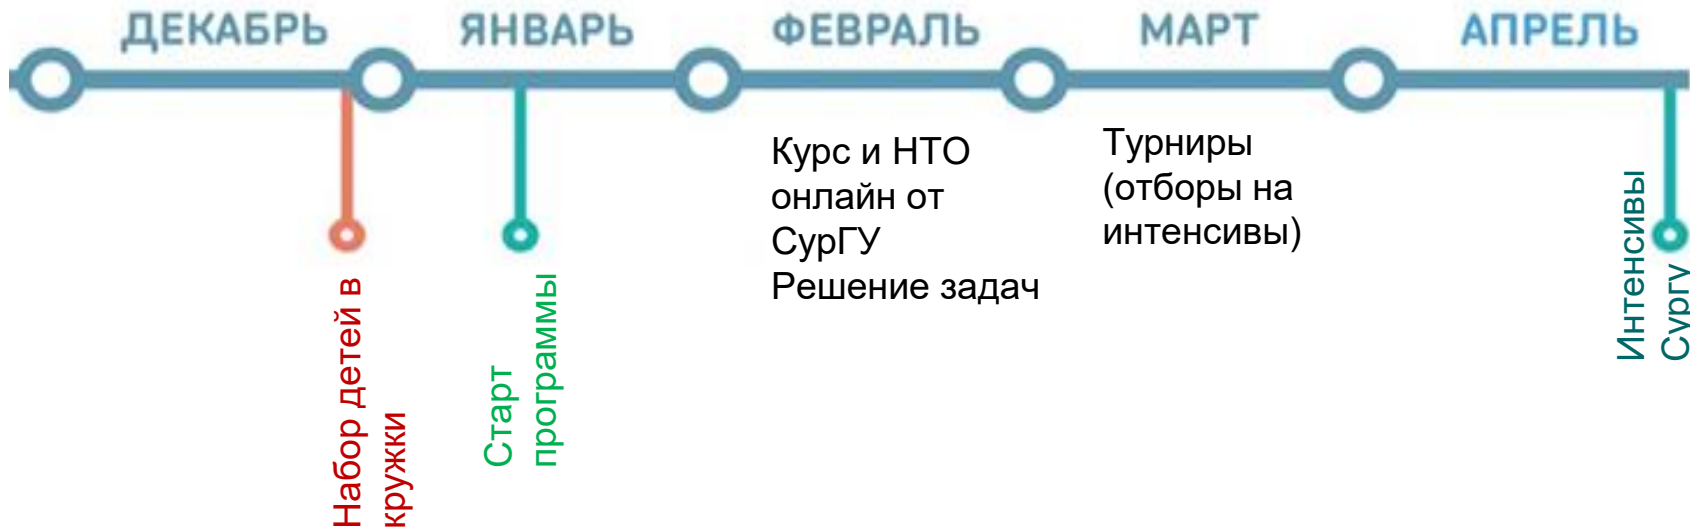 ДЕКАБРЬ
ЯНВАРЬ
ФЕВРАЛЬ
МАРТ
АПРЕЛЬ
Набор детей в
кружки
Старт
программы
Курс и НТО
онлайн от
СурГУ
Решение задач
Турниры
(отборы на
интенсивы)
Интенсивы
Сургу